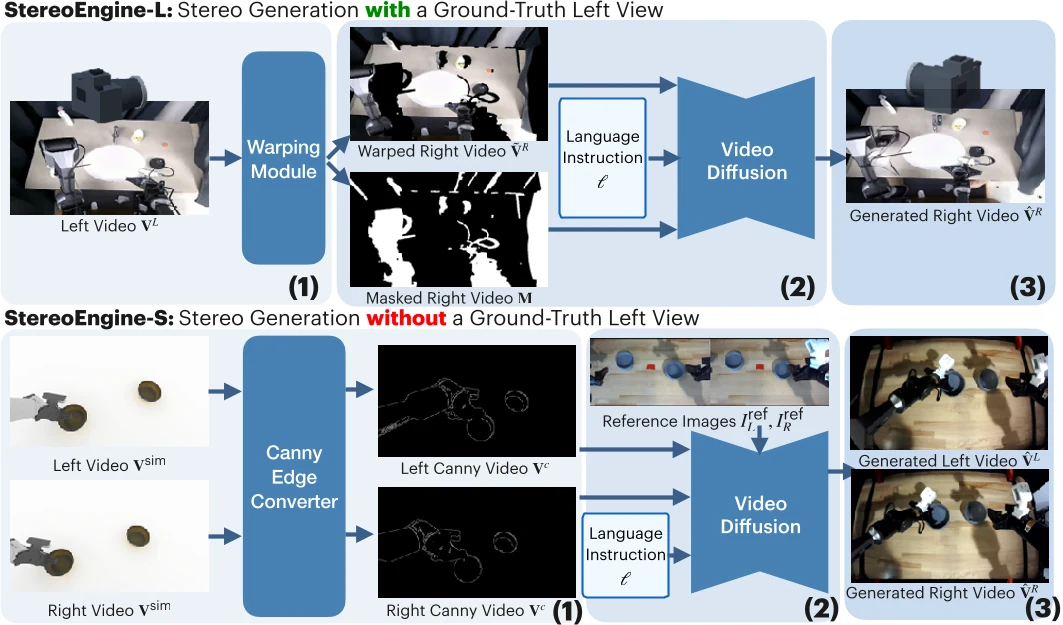 StereoEngine-L: Stereo Generation with a Ground-Truth Left View
Left Video V^L
Warping
Module
(1)
Warped Right Video Ṽ^R
Masked Right Video M
Language
Instruction
ℓ
Video
Diffusion
(2)
Generated Right Video V̂^R
(3)
StereoEngine-S: Stereo Generation without a Ground-Truth Left View
Left Video V^sim
Right Video V^sim
Canny
Edge
Converter
Left Canny Video V^c
Right Canny Video V^c
(1)
Reference Images I_L^ref, I_R^ref
Language
Instruction
ℓ
Video
Diffusion
(2)
Generated Left Video V̂^L
Generated Right Video V̂^R
(3)